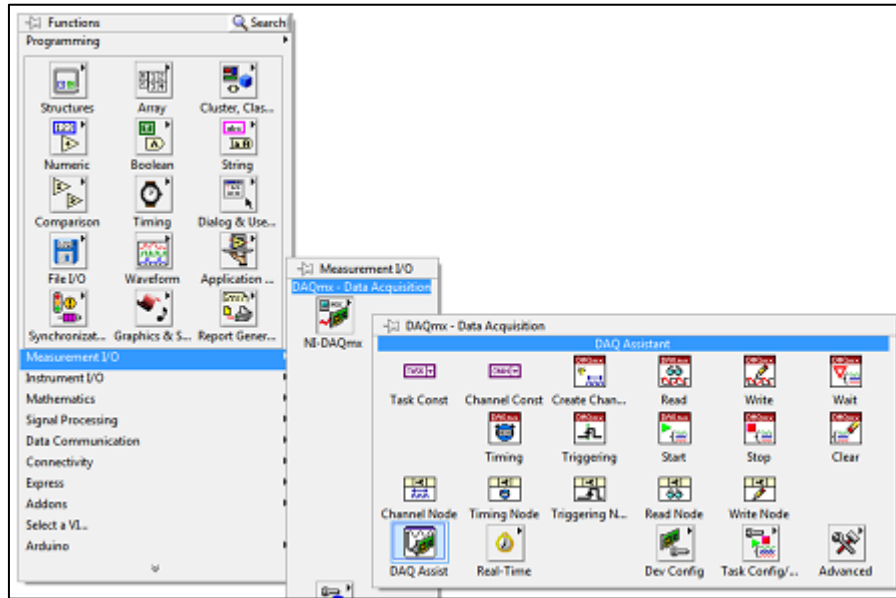 Functions Search
Programming
Structures Array Cluster, Clas...
Numeric Boolean String
Comparison Timing Dialog & Use...
File I/O Waveform Application ...
Synchronizat... Graphics & S... Report Gener...
Measurement I/O
Instrument I/O
Mathematics
Signal Processing
Data Communication
Connectivity
Express
Addons
Select a VI...
Arduino
Measurement I/O
DAQmx - Data Acquisition
NI-DAQmx
DAQmx - Data Acquisition
DAQ Assistant
Task Const Channel Const Create Chan... Read Write Wait
Timing Triggering Start Stop Clear
Channel Node Timing Node Triggering N... Read Node Write Node
DAQ Assist Real-Time Dev Config Task Config/... Advanced